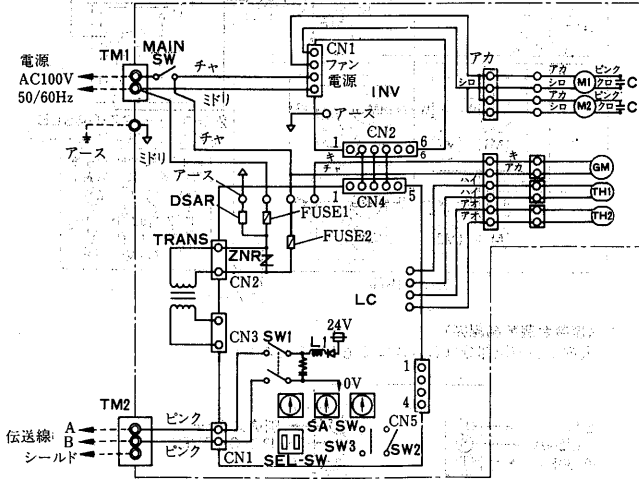 TM1
MAIN
SW
電源
AC100V
50/60Hz
チャ
ミドリ
チャ
アース
ミドリ
CN1
ファン
電源
INV
アース
CN2
1
6
6
アカ
シロ
アカ
シロ
アカ
シロ
M1
M2
ピンク
クロ
ピンク
クロ
C
C
キ
チャ
キ
アカ
ハイ
ハイ
アオ
アオ
GM
TH1
TH2
アース
DSAR
1
CN4
5
FUSE1
FUSE2
TRANS
ZNR
CN2
LC
CN3
SW1
L1
24V
0V
1
4
CN5
SA SW
SW3
SW2
SEL-SW
TM2
伝送線
A
B
シールド
ピンク
ピンク
CN1